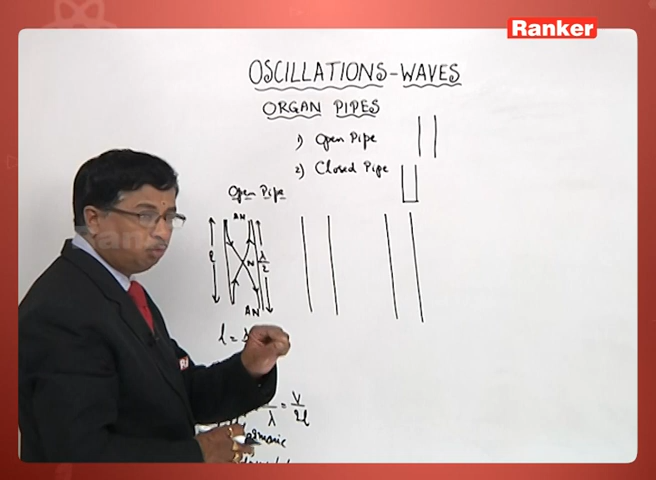 Ranker
OSCILLATIONS-WAVES
ORGAN PIPES
1) Open Pipe
2) Closed Pipe
Open Pipe
AN
l
N
λ/2
AN
l =
λ = V/2l